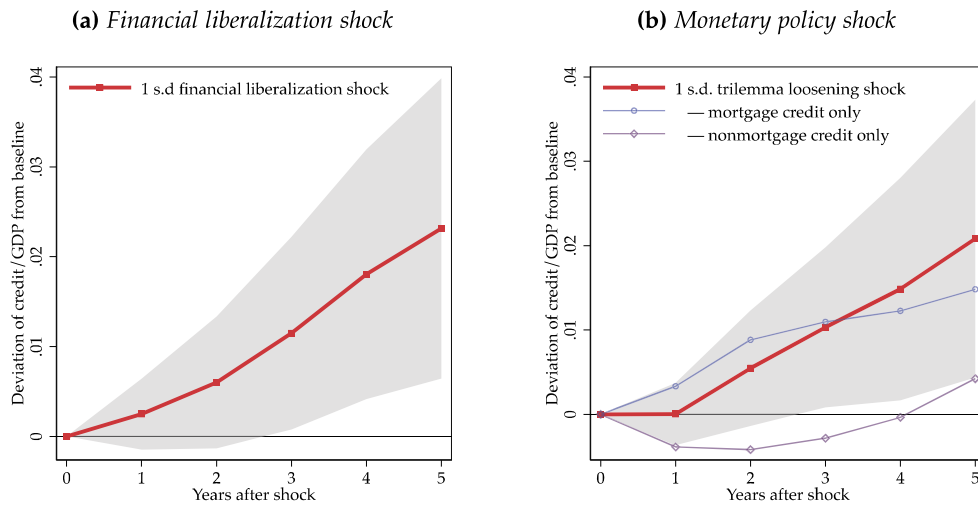 (a) Financial liberalization shock
Deviation of credit/GDP from baseline
.04
.03
.02
.01
0
1 s.d financial liberalization shock
0 1 2 3 4 5
Years after shock
(b) Monetary policy shock
Deviation of credit/GDP from baseline
.04
.03
.02
.01
0
1 s.d. trilemma loosening shock
— mortgage credit only
— nonmortgage credit only
0 1 2 3 4 5
Years after shock